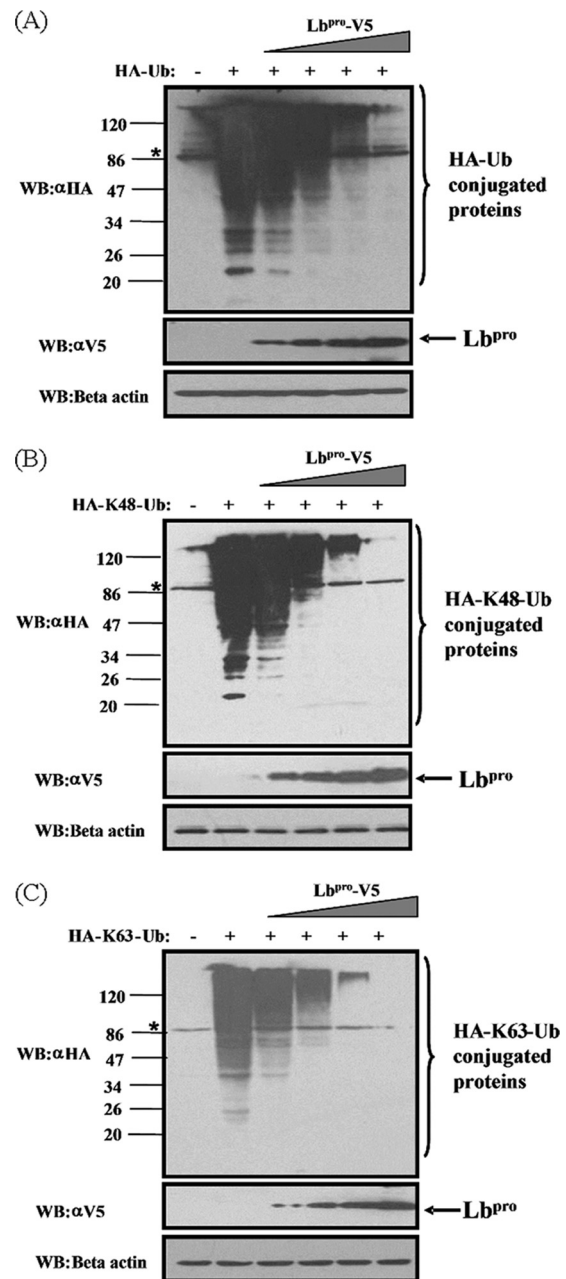 (A)
Lbpro-V5
HA-Ub: - + + + + +
120
* 86
WB:αHA
47
34
26
20
HA-Ub
conjugated
proteins
WB:αV5
Lbpro
WB:Beta actin
(B)
Lbpro-V5
HA-K48-Ub: - + + + + +
120
* 86
WB:αHA
47
34
26
20
HA-K48-Ub
conjugated
proteins
WB:αV5
Lbpro
WB:Beta actin
(C)
Lbpro-V5
HA-K63-Ub: - + + + + +
120
* 86
WB:αHA
47
34
26
20
HA-K63-Ub
conjugated
proteins
WB:αV5
Lbpro
WB:Beta actin